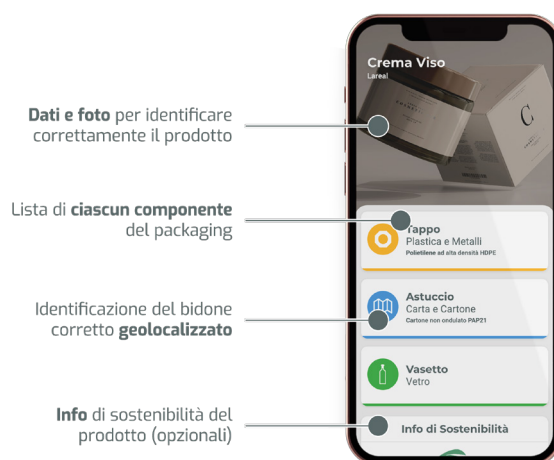 Crema Viso
Lareal
C
Dati e foto per identificare
correttamente il prodotto
Lista di ciascun componente
del packaging
Tappo
Plastica e Metalli
Polietilene ad alta densità HDPE
Identificazione del bidone
corretto geolocalizzato
Astuccio
Carta e Cartone
Cartone non ondulato PAP21
Vasetto
Vetro
Info di sostenibilità del
prodotto (opzionali)
Info di Sostenibilità